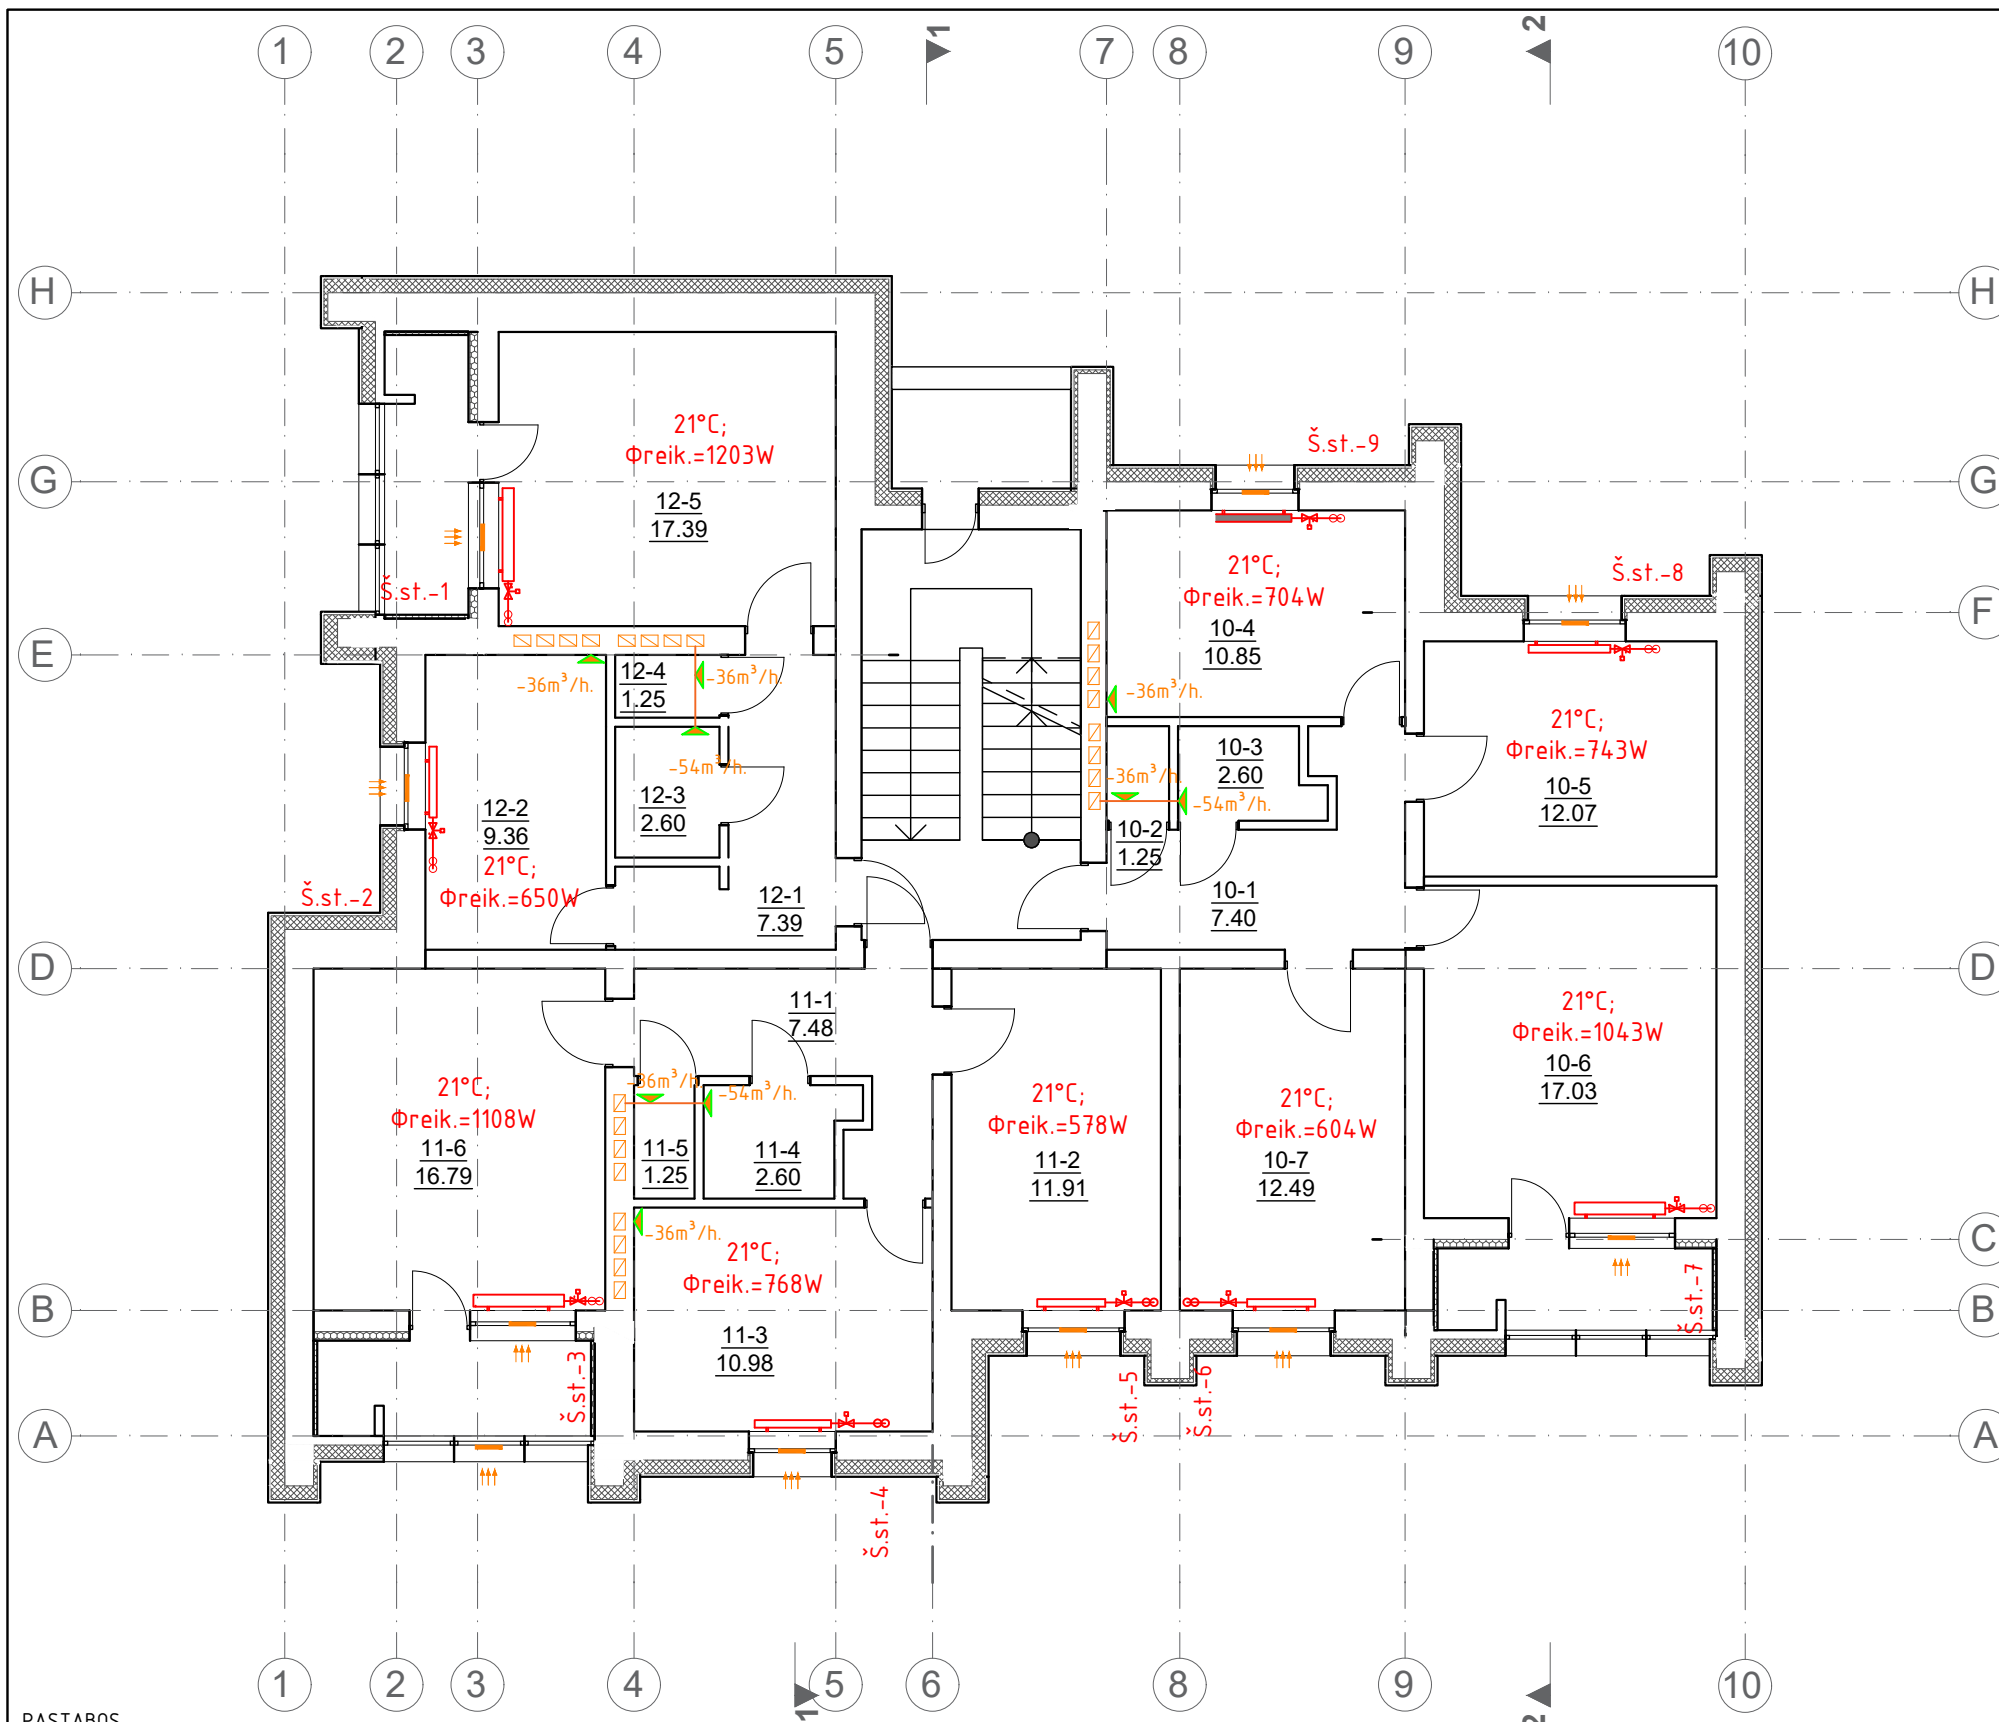 1
2
3
4
5
1
7
8
9
2
10
H
H
21°C;
Φreik.=1203W
12-5
17.39
Š.st.-9
G
G
21°C;
Φreik.=704W
10-4
10.85
Š.st.-8
Š.st.-1
F
E
12-4
1.25
-36m³/h.
-36m³/h.
-36m³/h.
21°C;
Φreik.=743W
10-5
12.07
-54m³/h.
12-3
2.60
12-2
9.36
21°C;
Φreik.=650W
10-3
2.60
-36m³/h.
-54m³/h.
10-2
1.25
Š.st.-2
12-1
7.39
10-1
7.40
D
D
11-1
7.48
21°C;
Φreik.=1043W
10-6
17.03
21°C;
Φreik.=1108W
11-6
16.79
-36m³/h.
-54m³/h.
11-5
1.25
11-4
2.60
21°C;
Φreik.=578W
11-2
11.91
21°C;
Φreik.=604W
10-7
12.49
-36m³/h.
21°C;
Φreik.=768W
11-3
10.98
C
Š.st.-7
B
B
Š.st.-3
Š.st.-5
Š.st.-6
A
A
Š.st.-4
1
2
3
4
1
5
6
8
9
2
10
PASTABOS